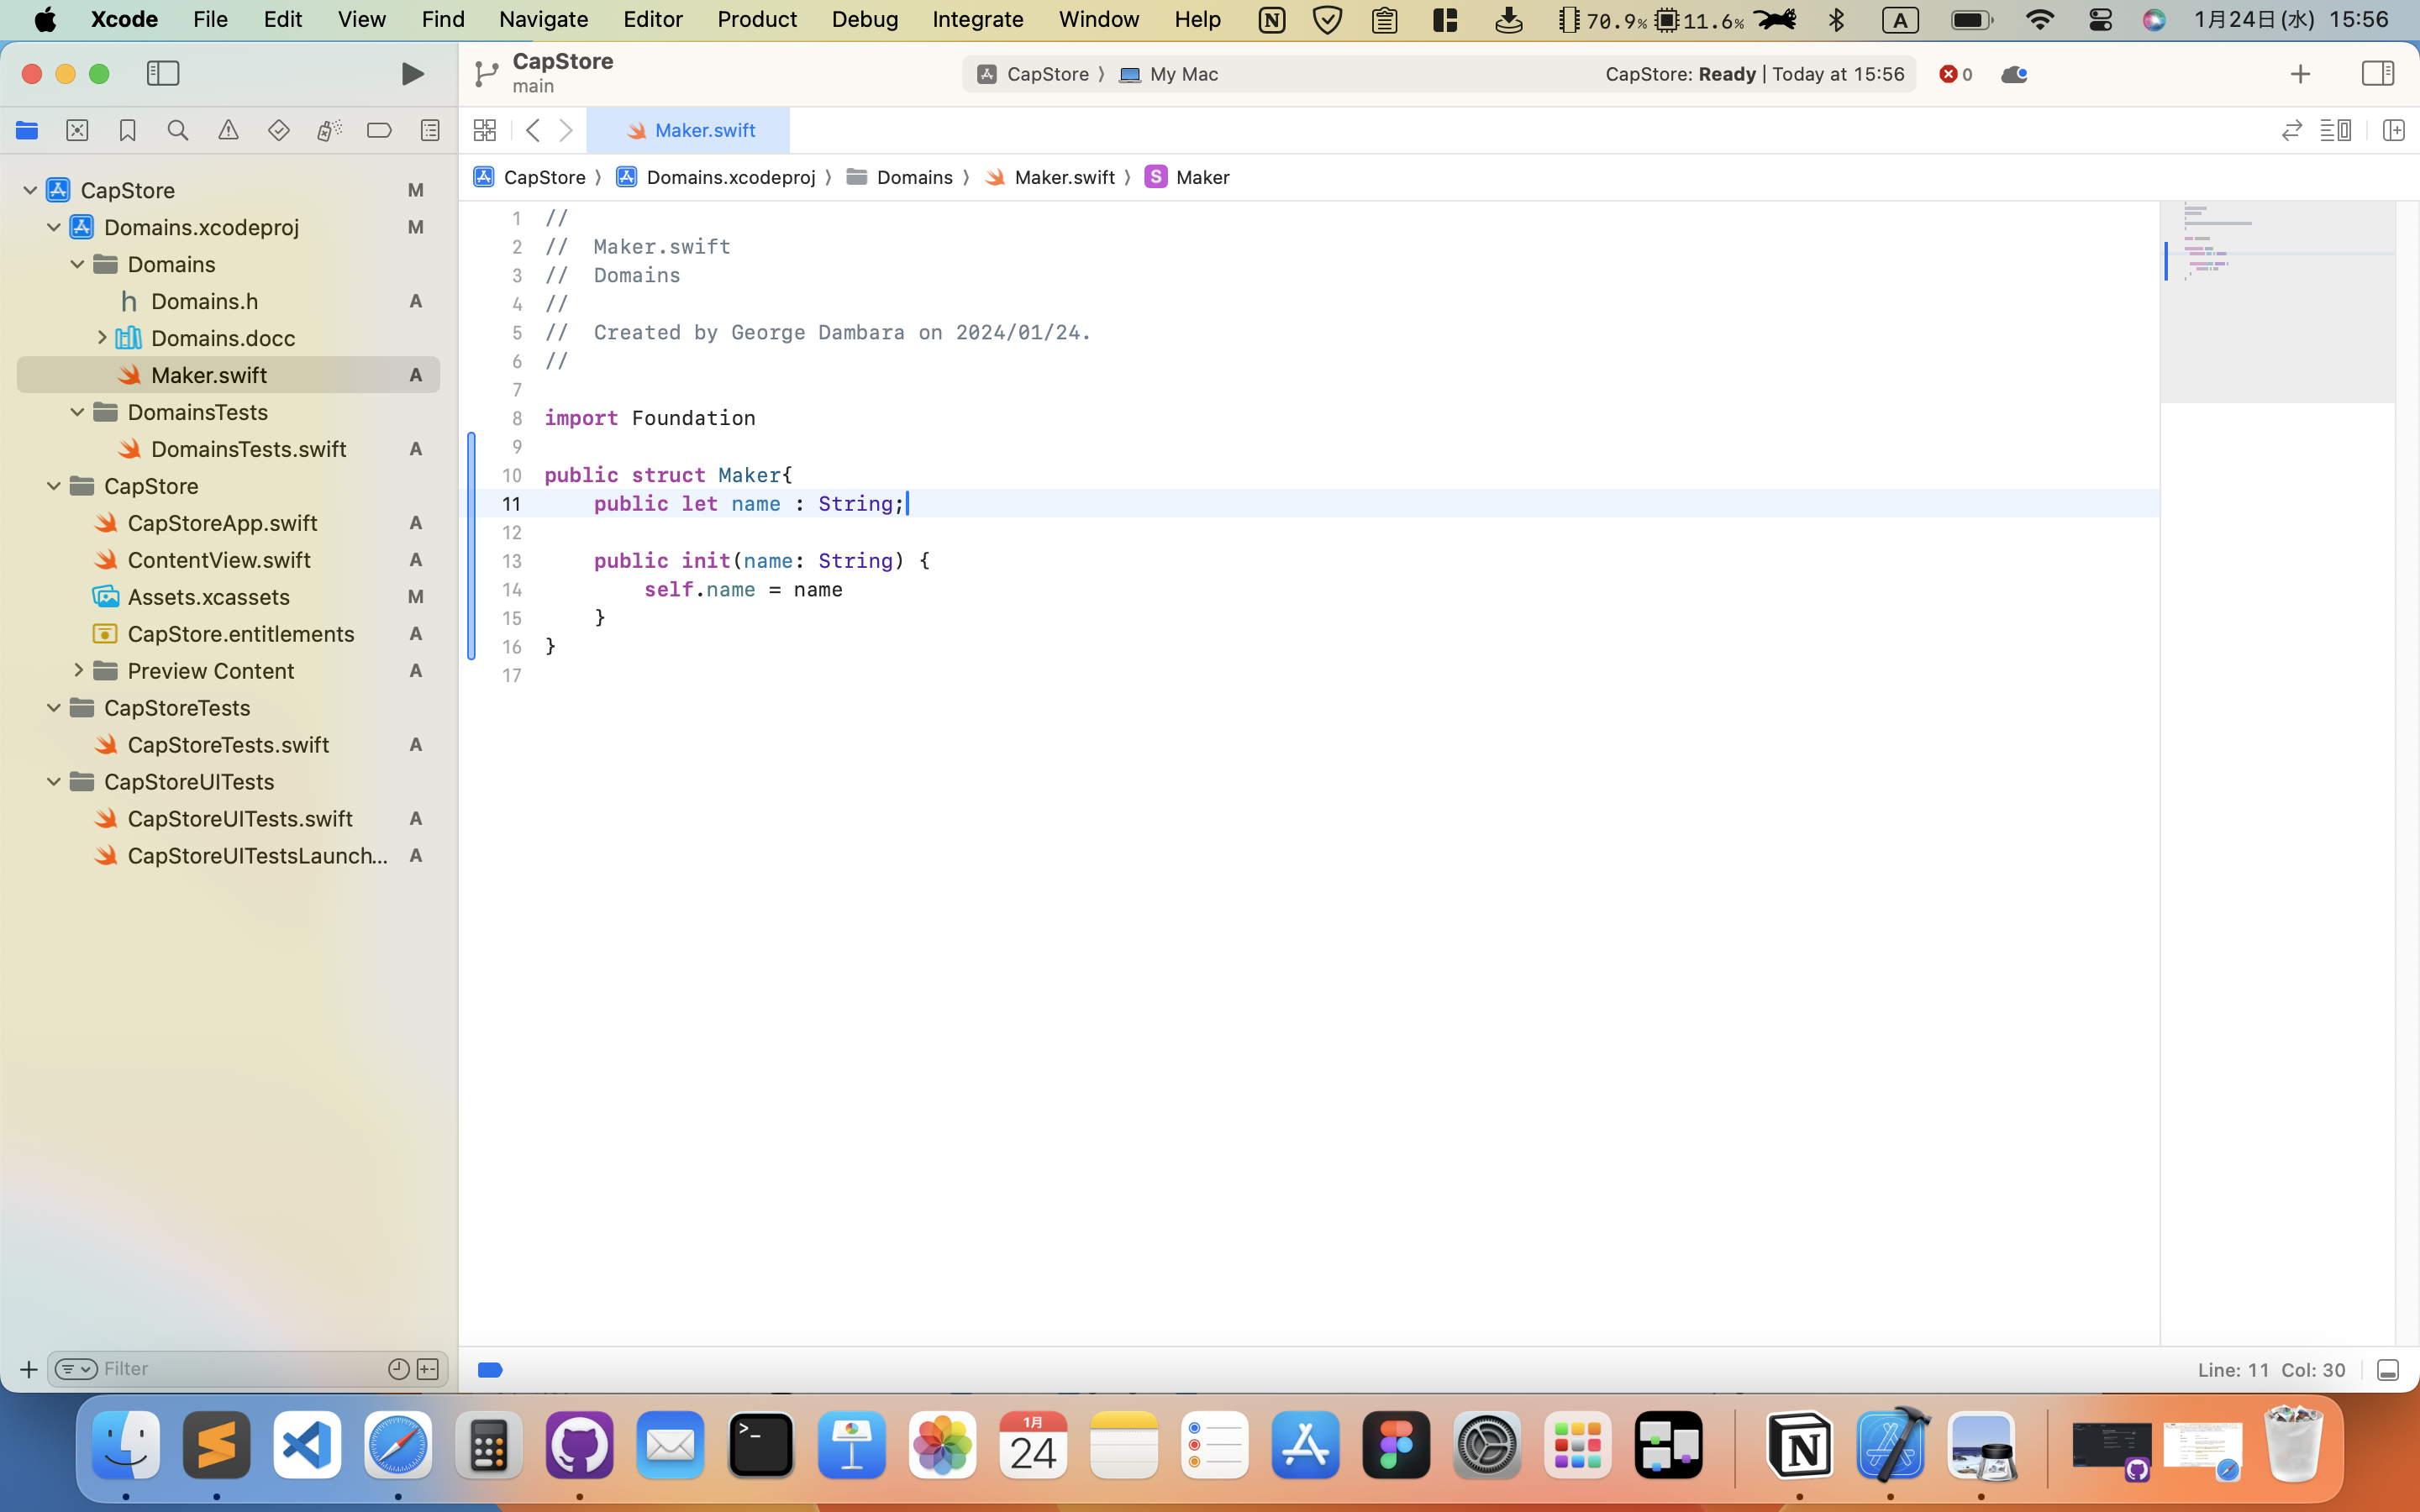 Xcode File Edit View Find Navigate Editor Product Debug Integrate Window Help 70.9% 11.6% A 1月24日(水) 15:56
CapStore
main
CapStore 〉 My Mac
CapStore: Ready | Today at 15:56
0
Maker.swift
CapStore 〉 Domains.xcodeproj 〉 Domains 〉 Maker.swift 〉 S Maker
CapStore M
Domains.xcodeproj M
Domains
h Domains.h A
Domains.docc
Maker.swift A
DomainsTests
DomainsTests.swift A
CapStore
CapStoreApp.swift A
ContentView.swift A
Assets.xcassets M
CapStore.entitlements A
Preview Content A
CapStoreTests
CapStoreTests.swift A
CapStoreUITests
CapStoreUITests.swift A
CapStoreUITestsLaunch... A
Filter
1 //
2 //  Maker.swift
3 //  Domains
4 //
5 //  Created by George Dambara on 2024/01/24.
6 //
7
8 import Foundation
9
10 public struct Maker{
11     public let name : String;
12
13     public init(name: String) {
14         self.name = name
15     }
16 }
17
Line: 11 Col: 30
1月
24